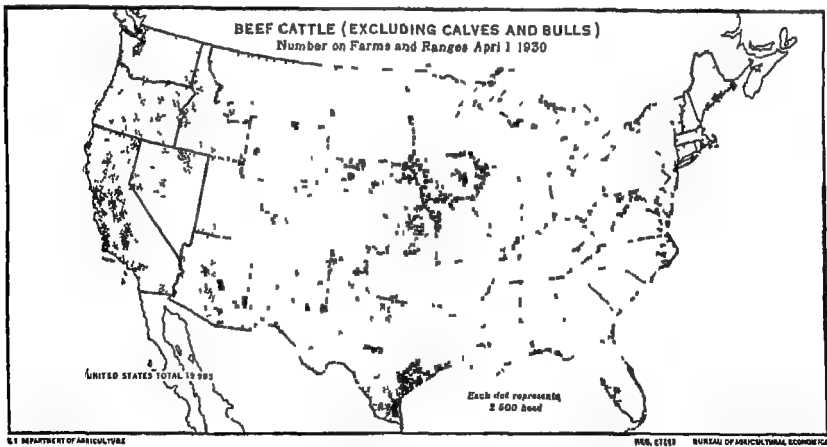 BEEF CATTLE (EXCLUDING CALVES AND BULLS)
Number on Farms and Ranges April 1 1930
UNITED STATES TOTAL
Each dot represents
2 500 head
U S DEPARTMENT OF AGRICULTURE
BUREAU OF AGRICULTURAL ECONOMICS